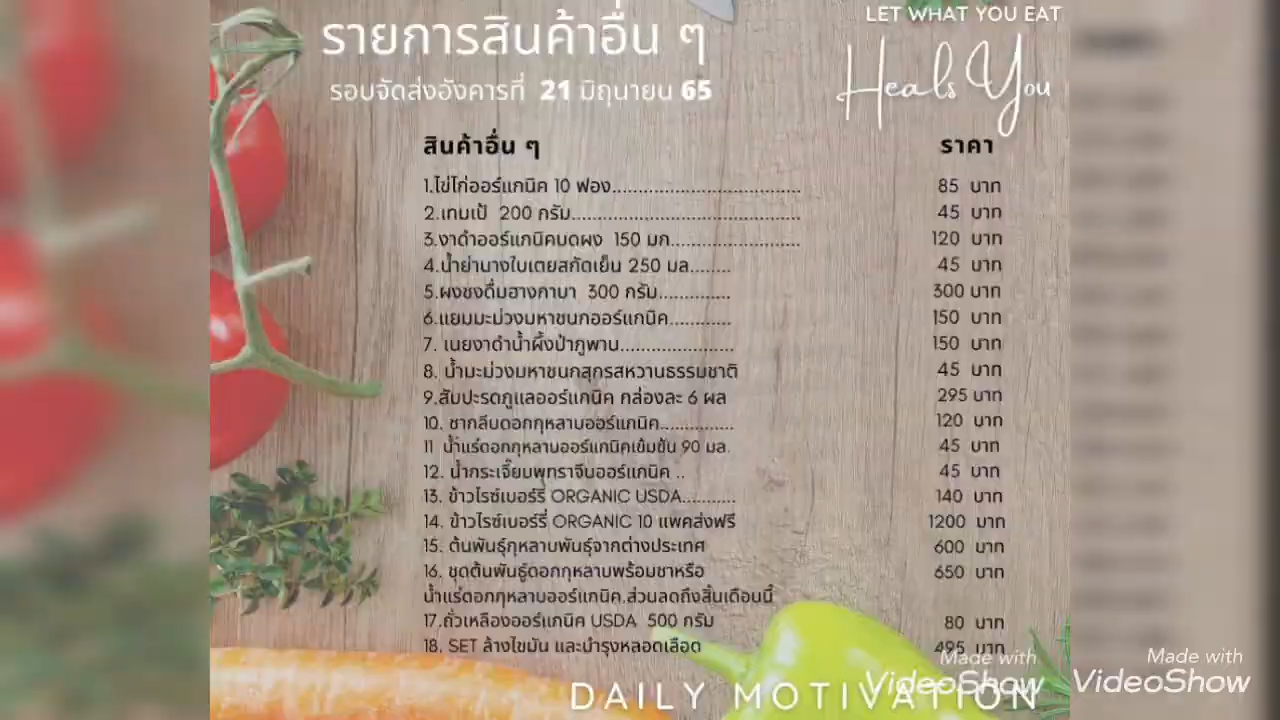 LET WHAT YOU EAT
Heals You
รายการสินค้าอื่น ๆ
รอบจัดส่งอังคารที่ 21 มิถุนายน 65
สินค้าอื่น ๆ ราคา
1.ไข่ไก่ออร์แกนิค 10 ฟอง................................. 85 บาท
2.เทมเป้ 200 กรัม........................................ 45 บาท
3.งาดำออร์แกนิคบดผง 150 มก....................... 120 บาท
4.น้ำย่านางใบเตยสกัดเย็น 250 มล........ 45 บาท
5.ผงชงดื่มฮางกาบา 300 กรัม.............. 300 บาท
6.แยมมะม่วงมหาชนกออร์แกนิค............ 150 บาท
7. เนยงาดำน้ำผึ้งป่าภูพาน...................... 150 บาท
8. น้ำมะม่วงมหาชนกสุกรสหวานธรรมชาติ 45 บาท
9.สัปปะรดภูแลออร์แกนิค กล่องละ 6 ผล 295 บาท
10. ชากลีบดอกกุหลาบออร์แกนิค............... 120 บาท
11 น้ำแร่ดอกกุหลาบออร์แกนิคเข้มข้น 90 มล. 45 บาท
12. น้ำกระเจี๊ยบพุทราจีนออร์แกนิค .. 45 บาท
13. ข้าวไรซ์เบอร์รี่ ORGANIC USDA........... 140 บาท
14. ข้าวไรซ์เบอร์รี่ ORGANIC 10 แพคส่งฟรี 1200 บาท
15. ต้นพันธุ์กุหลาบพันธุ์จากต่างประเทศ 600 บาท
16. ชุดต้นพันธู์ดอกกุหลาบพร้อมชาหรือ 650 บาท
น้ำแร่ดอกกุหลาบออร์แกนิค.ส่วนลดถึงสิ้นเดือนนี้
17.ถั่วเหลืองออร์แกนิค USDA 500 กรัม 80 บาท
18. SET ล้างไขมัน และบำรุงหลอดเลือด 495 บาท
DAILY MOTIVATION
Made with
VideoShow
Made with
VideoShow